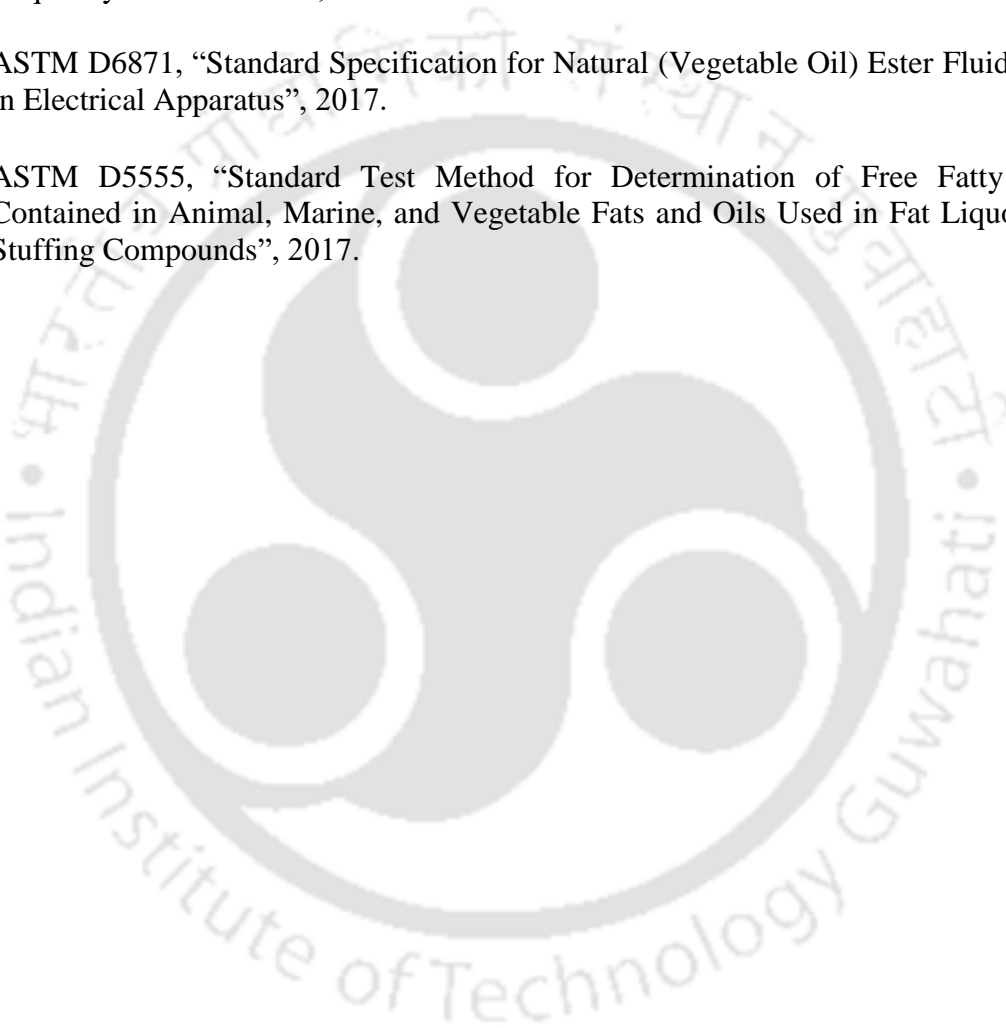 ASTM D6871, “Standard Specification for Natural (Vegetable Oil) Ester Fluid
in Electrical Apparatus”, 2017.
ASTM D5555, “Standard Test Method for Determination of Free Fatty
Contained in Animal, Marine, and Vegetable Fats and Oils Used in Fat Liquo
Stuffing Compounds”, 2017.
भारतीय प्रौद्योगिकी संस्थान गुवाहाटी
Indian Institute of Technology Guwahati